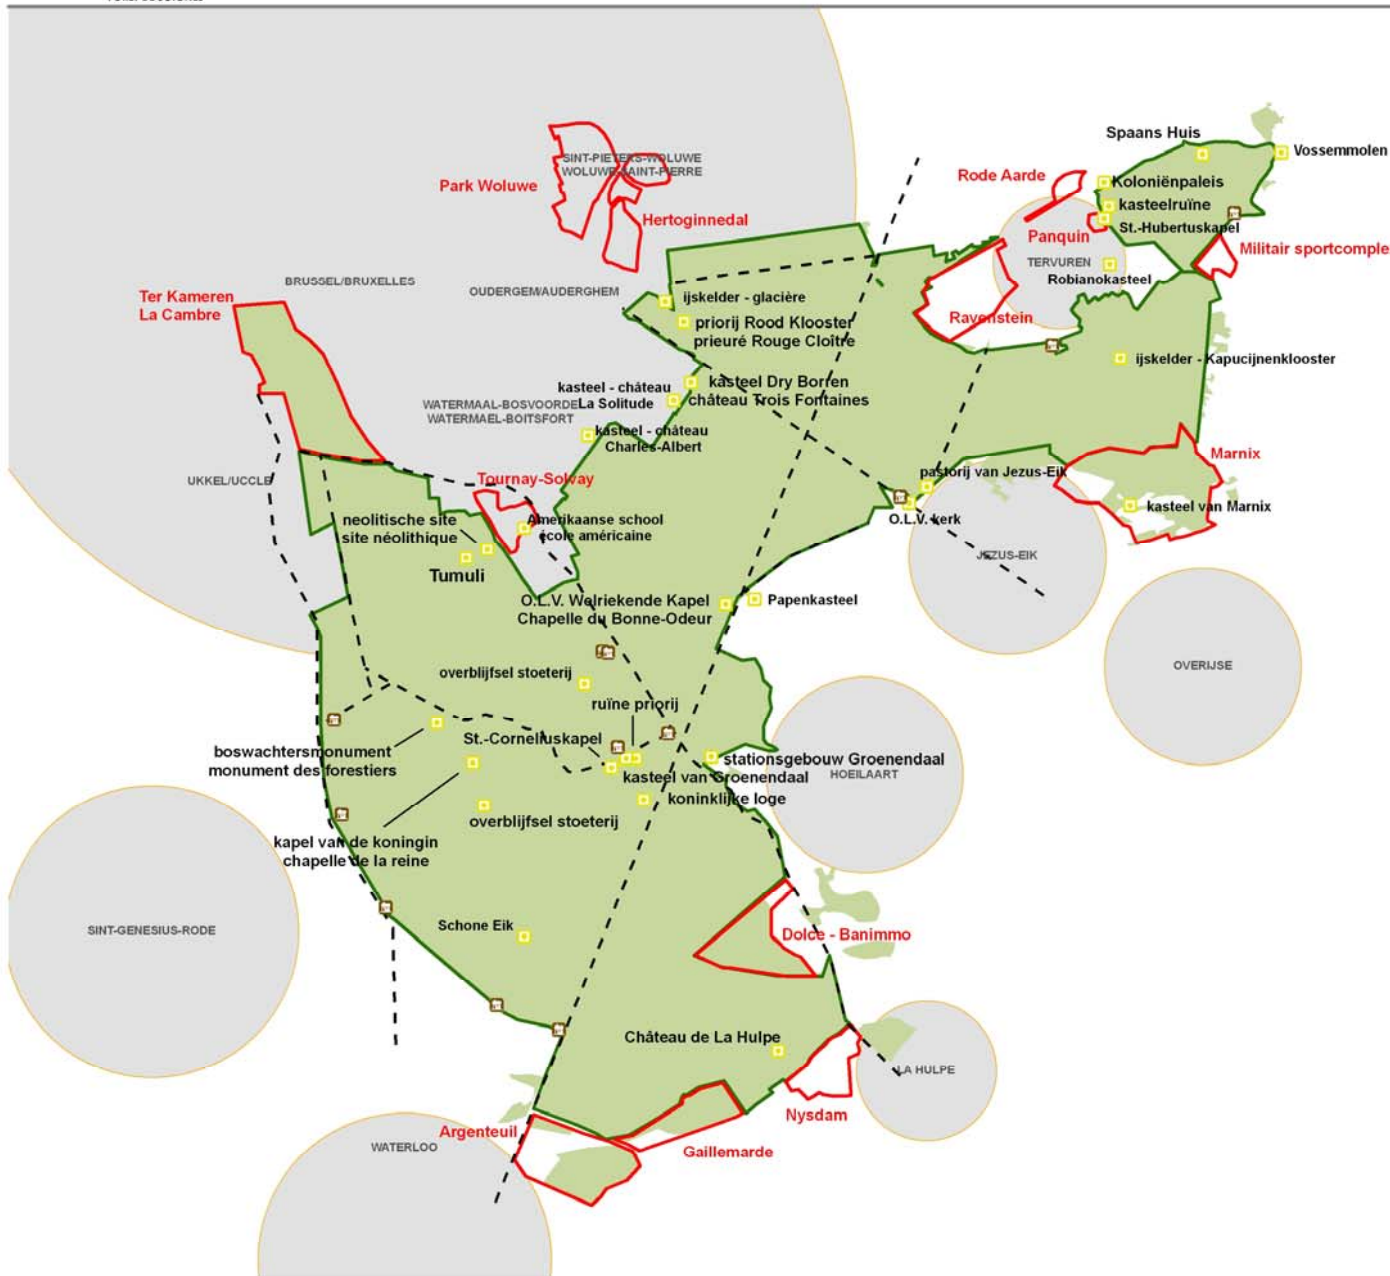 Spaans Huis
Vossemmolen
SINT-PIETERS-WOLUWE
WOLUWE-SAINT-PIERRE
Rode Aarde
Park Woluwe
Koloniënpaleis
kasteelruïne
Hertoginnedal
St.-Hubertuskapel
Panquin
Militair sportcomple
TERVUREN
Robianokasteel
BRUSSEL/BRUXELLES
OUDERGEM/AUDERGHEM
Ter Kameren
La Cambre
ijskelder - glacière
priorij Rood Klooster
prieuré Rouge Cloître
Ravenstein
ijskelder - Kapucijnenklooster
kasteel - château
La Solitude
kasteel Dry Borren
château Trois Fontaines
WATERMAAL-BOSVOORDE
WATERMAEL-BOITSFORT
kasteel - château
Charles-Albert
Marnix
pastorij van Jezus-Eik
UKKEL/UCCLE
Tournay-Solvay
kasteel van Marnix
O.L.V. kerk
neolitische site
site néolithique
Amerikaanse school
école américaine
JEZUS-EIK
Tumuli
O.L.V. Welriekende Kapel
Chapelle du Bonne-Odeur
Papenkasteel
OVERIJSE
overblijfsel stoeterij
ruïne priorij
St.-Corneliuskapel
boswachtersmonument
monument des forestiers
stationsgebouw Groenendaal
kasteel van Groenendaal
HOEILAART
koninklijke loge
overblijfsel stoeterij
kapel van de koningin
chapelle de la reine
Schone Eik
SINT-GENESIUS-RODE
Dolce - Banimmo
Château de La Hulpe
LA HULPE
Nysdam
Argenteuil
WATERLOO
Gaillemarde